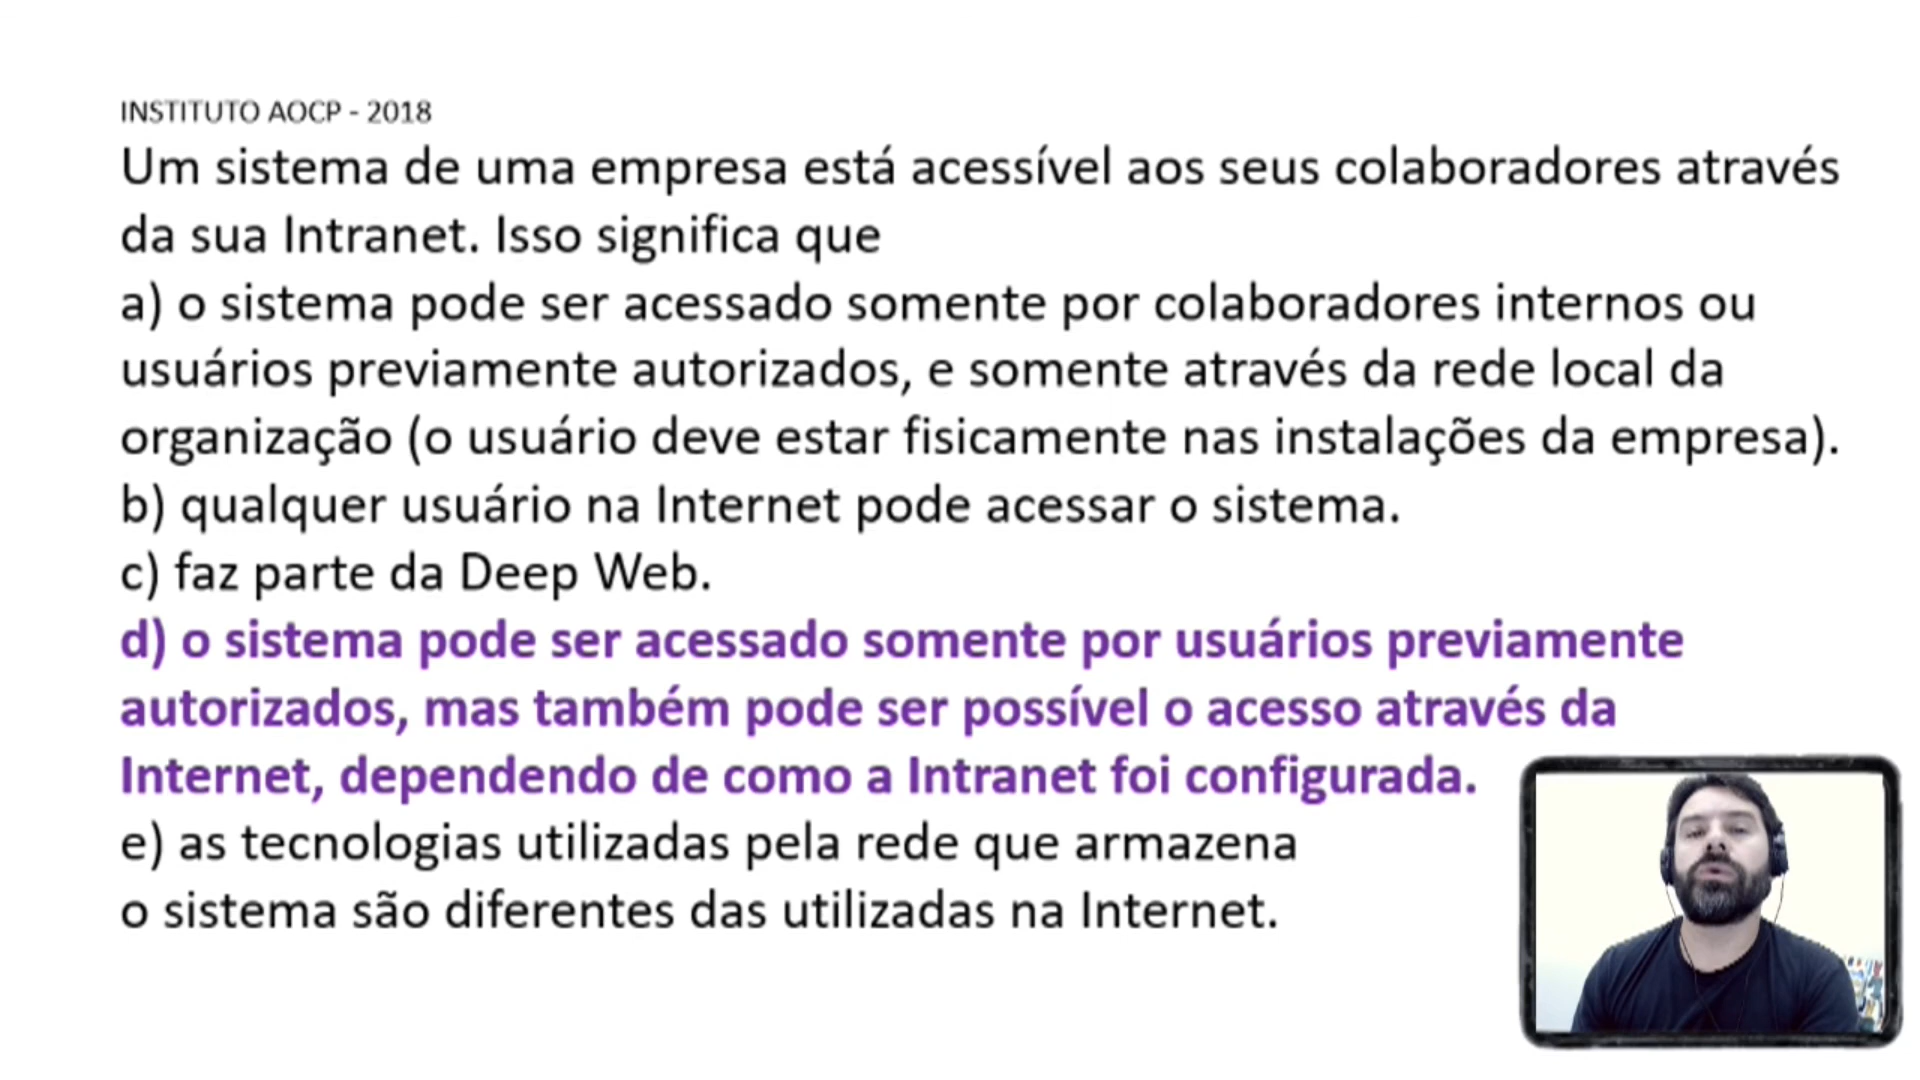 INSTITUTO AOCP - 2018
Um sistema de uma empresa está acessível aos seus colaboradores através
da sua Intranet. Isso significa que
a) o sistema pode ser acessado somente por colaboradores internos ou
usuários previamente autorizados, e somente através da rede local da
organização (o usuário deve estar fisicamente nas instalações da empresa).
b) qualquer usuário na Internet pode acessar o sistema.
c) faz parte da Deep Web.
d) o sistema pode ser acessado somente por usuários previamente
autorizados, mas também pode ser possível o acesso através da
Internet, dependendo de como a Intranet foi configurada.
e) as tecnologias utilizadas pela rede que armazena
o sistema são diferentes das utilizadas na Internet.